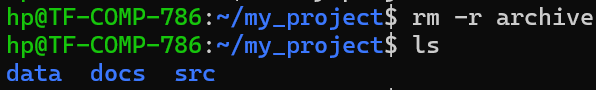 hp@TF-COMP-786:~/my_project$ rm -r archive
hp@TF-COMP-786:~/my_project$ ls
data  docs  src